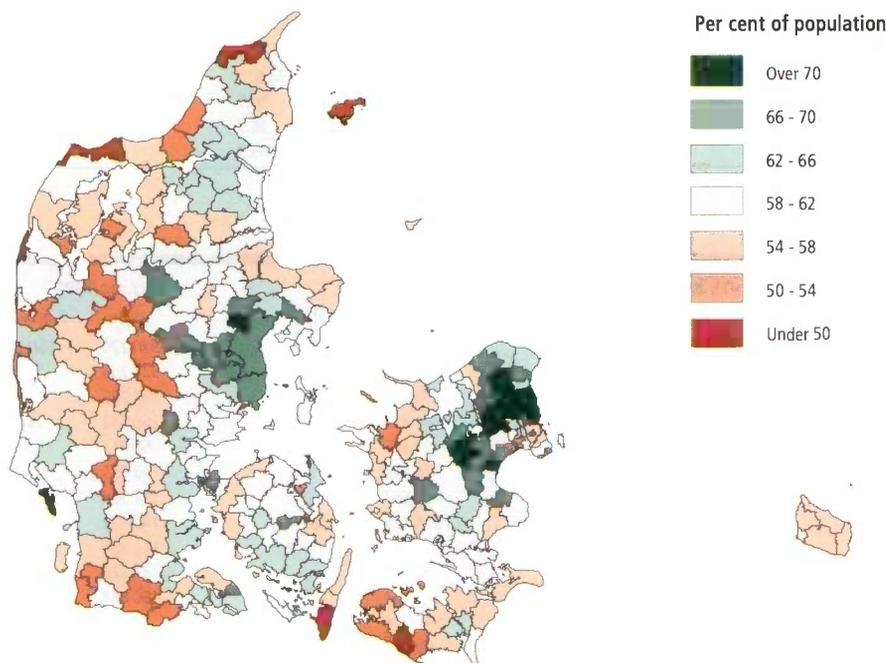 Per cent of population
Over 70
66 - 70
62 - 66
58 - 62
54 - 58
50 - 54
Under 50